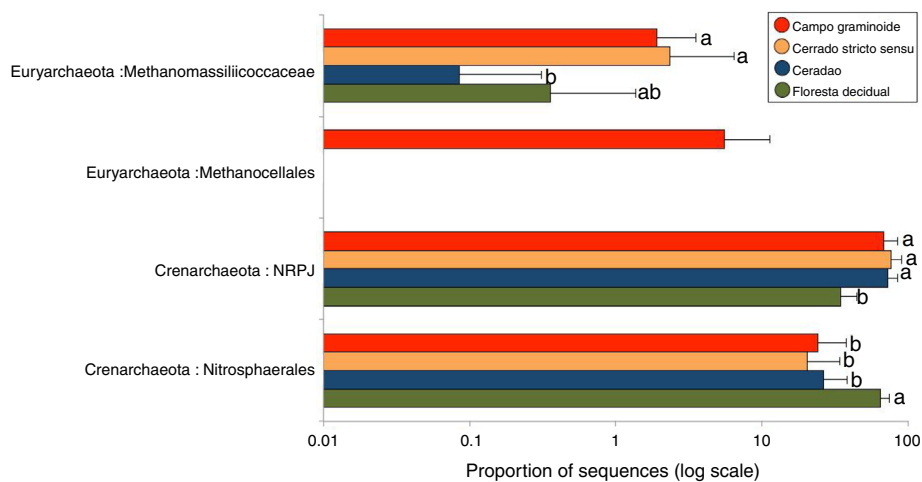 Campo graminoide
Cerrado stricto sensu
Ceradao
Floresta decidual
Euryarchaeota :Methanomassiliicoccaceae
a
a
b
ab
Euryarchaeota :Methanocellales
Crenarchaeota : NRPJ
a
a
a
b
Crenarchaeota : Nitrosphaerales
b
b
b
a
0.01 0.1 1 10 100
Proportion of sequences (log scale)